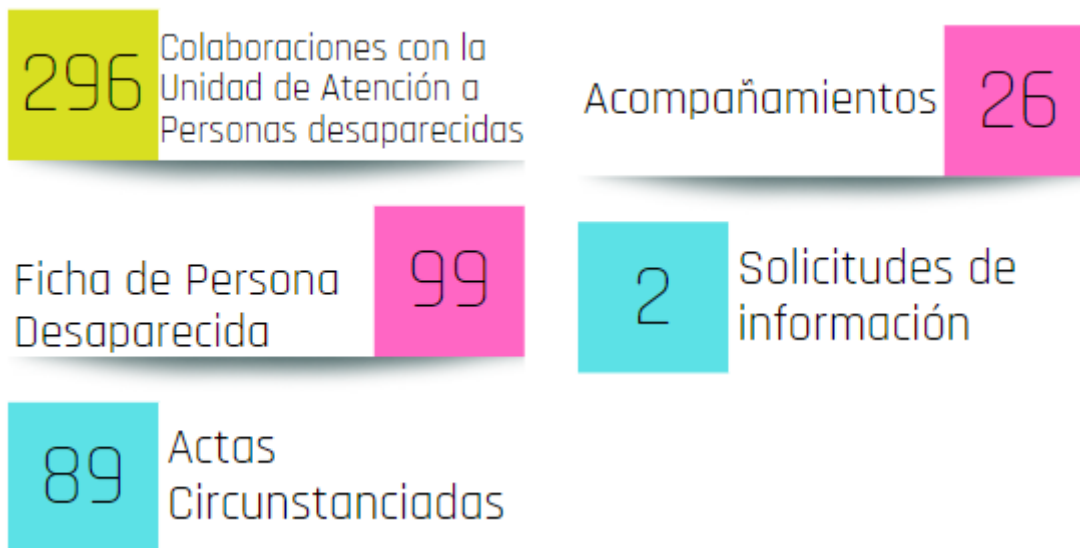 296
Colaboraciones con la
Unidad de Atención a
Personas desaparecidas
Acompañamientos
26
Ficha de Persona
Desaparecida
99
2
Solicitudes de
información
89
Actas
Circunstanciadas